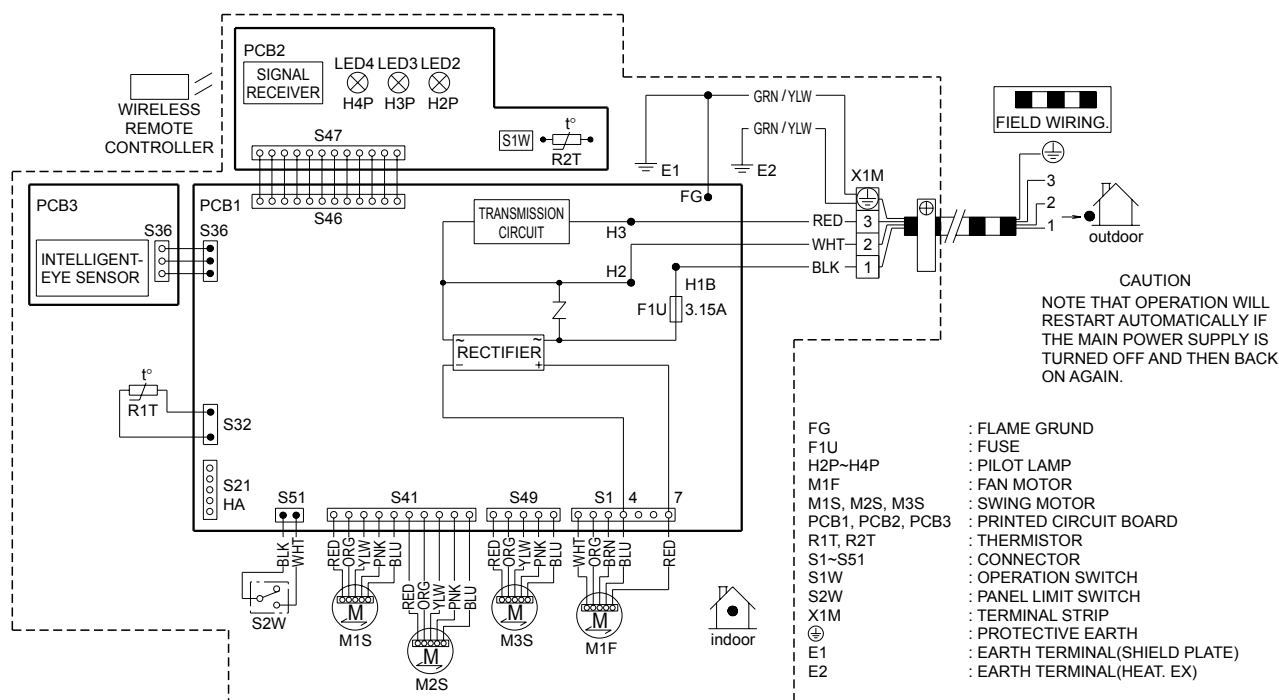 PCB2
SIGNAL
RECEIVER
LED4 LED3 LED2
H4P H3P H2P
WIRELESS
REMOTE
CONTROLLER
S47
S1W
t°
R2T
GRN / YLW
GRN / YLW
E1
E2
FIELD WIRING.
PCB3
S36
INTELLIGENT-
EYE SENSOR
PCB1
S36
S46
TRANSMISSION
CIRCUIT
FG
H3
H2
H1B
F1U
3.15A
X1M
RED 3
WHT 2
BLK 1
3
2
1
outdoor
~ ~
RECTIFIER
− +
CAUTION
NOTE THAT OPERATION WILL
RESTART AUTOMATICALLY IF
THE MAIN POWER SUPPLY IS
TURNED OFF AND THEN BACK
ON AGAIN.
t°
R1T
S32
S21
HA
S51
S41
S49
S1 4 7
BLK WHT
RED ORG YLW PNK BLU
RED ORG YLW PNK BLU
RED ORG YLW PNK BLU
WHT ORG BRN BLU RED
S2W
M
M1S
M
M2S
M
M3S
M
M1F
indoor
FG : FLAME GRUND
F1U : FUSE
H2P~H4P : PILOT LAMP
M1F : FAN MOTOR
M1S, M2S, M3S : SWING MOTOR
PCB1, PCB2, PCB3 : PRINTED CIRCUIT BOARD
R1T, R2T : THERMISTOR
S1~S51 : CONNECTOR
S1W : OPERATION SWITCH
S2W : PANEL LIMIT SWITCH
X1M : TERMINAL STRIP
: PROTECTIVE EARTH
E1 : EARTH TERMINAL(SHIELD PLATE)
E2 : EARTH TERMINAL(HEAT. EX)